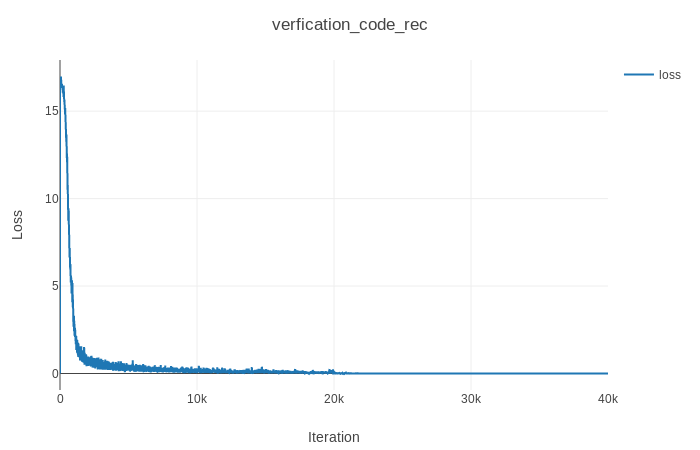 verfication_code_rec
loss
15
10
5
0
Loss
0
10k
20k
30k
40k
Iteration